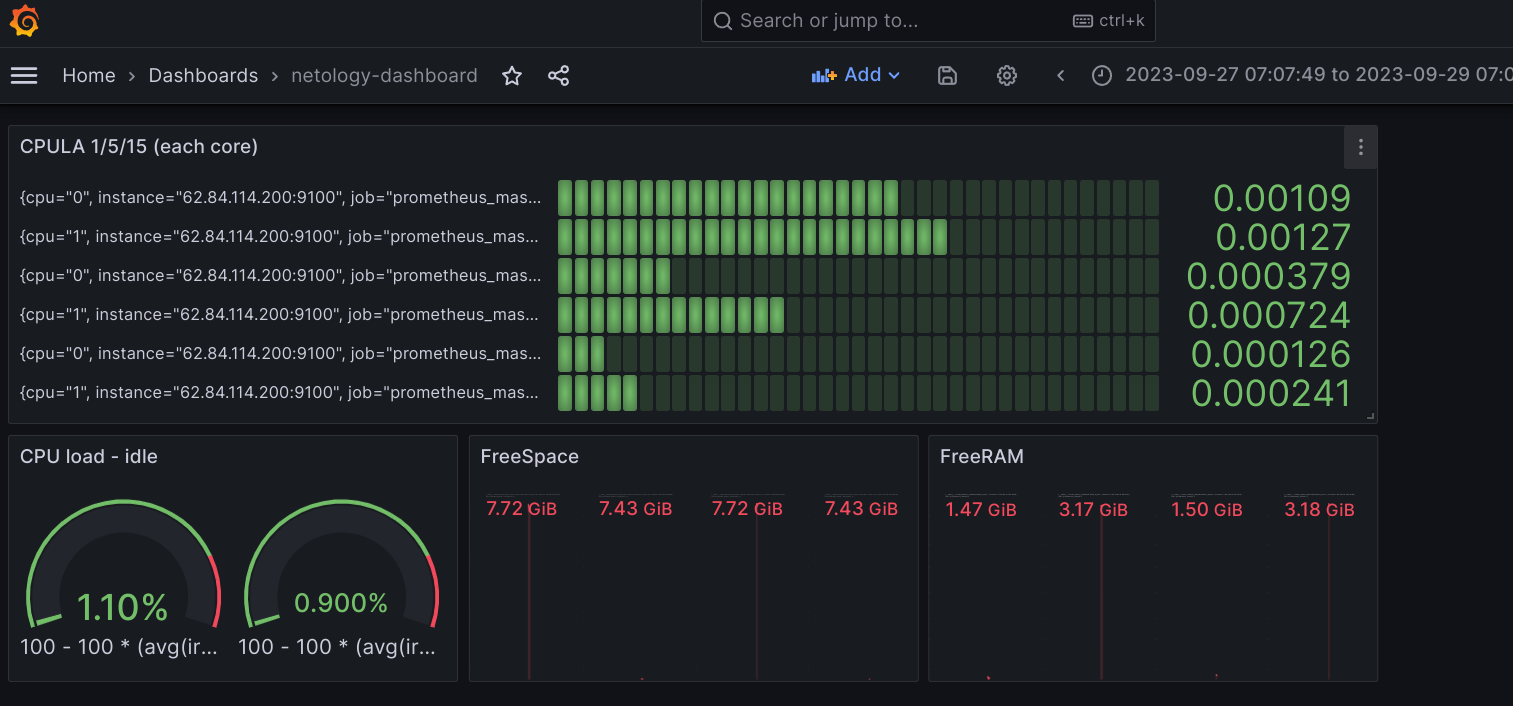 Search or jump to... ctrl+k
Home › Dashboards › netology-dashboard Add 2023-09-27 07:07:49 to 2023-09-29 07:0
CPULA 1/5/15 (each core)
{cpu="0", instance="62.84.114.200:9100", job="prometheus_mas... 0.00109
{cpu="1", instance="62.84.114.200:9100", job="prometheus_mas... 0.00127
{cpu="0", instance="62.84.114.200:9100", job="prometheus_mas... 0.000379
{cpu="1", instance="62.84.114.200:9100", job="prometheus_mas... 0.000724
{cpu="0", instance="62.84.114.200:9100", job="prometheus_mas... 0.000126
{cpu="1", instance="62.84.114.200:9100", job="prometheus_mas... 0.000241
CPU load - idle
1.10% 0.900%
100 - 100 * (avg(ir... 100 - 100 * (avg(ir...
FreeSpace
7.72 GiB 7.43 GiB 7.72 GiB 7.43 GiB
FreeRAM
1.47 GiB 3.17 GiB 1.50 GiB 3.18 GiB